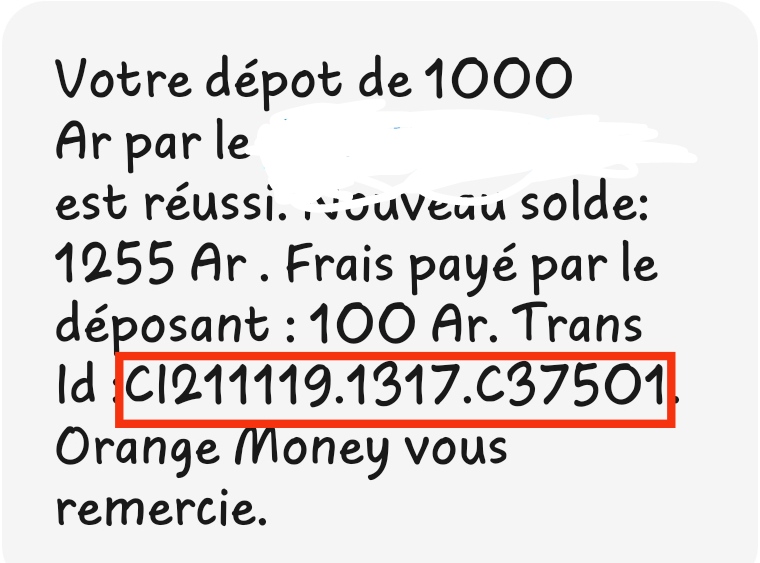 Votre dépot de 1000
Ar par le
est réussi. Nouveau solde:
1255 Ar . Frais payé par le
déposant : 100 Ar. Trans
Id :CI211119.1317.C37501.
Orange Money vous
remercie.